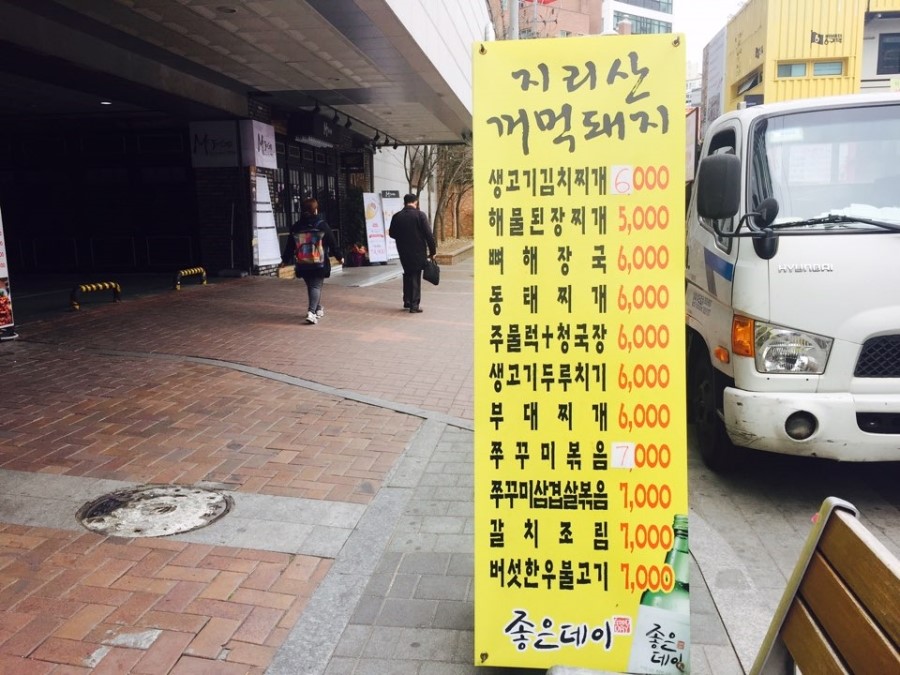 지리산
꺼먹돼지
생고기김치찌개 6,000
해물된장찌개 5,000
뼈해장국 6,000
동태찌개 6,000
주물럭+청국장 6,000
생고기두루치기 6,000
부대찌개 6,000
쭈꾸미볶음 7,000
쭈꾸미삼겹살볶음 7,000
갈치조림 7,000
버섯한우불고기 7,000
좋은데이
좋은
데이
HYUNDAI